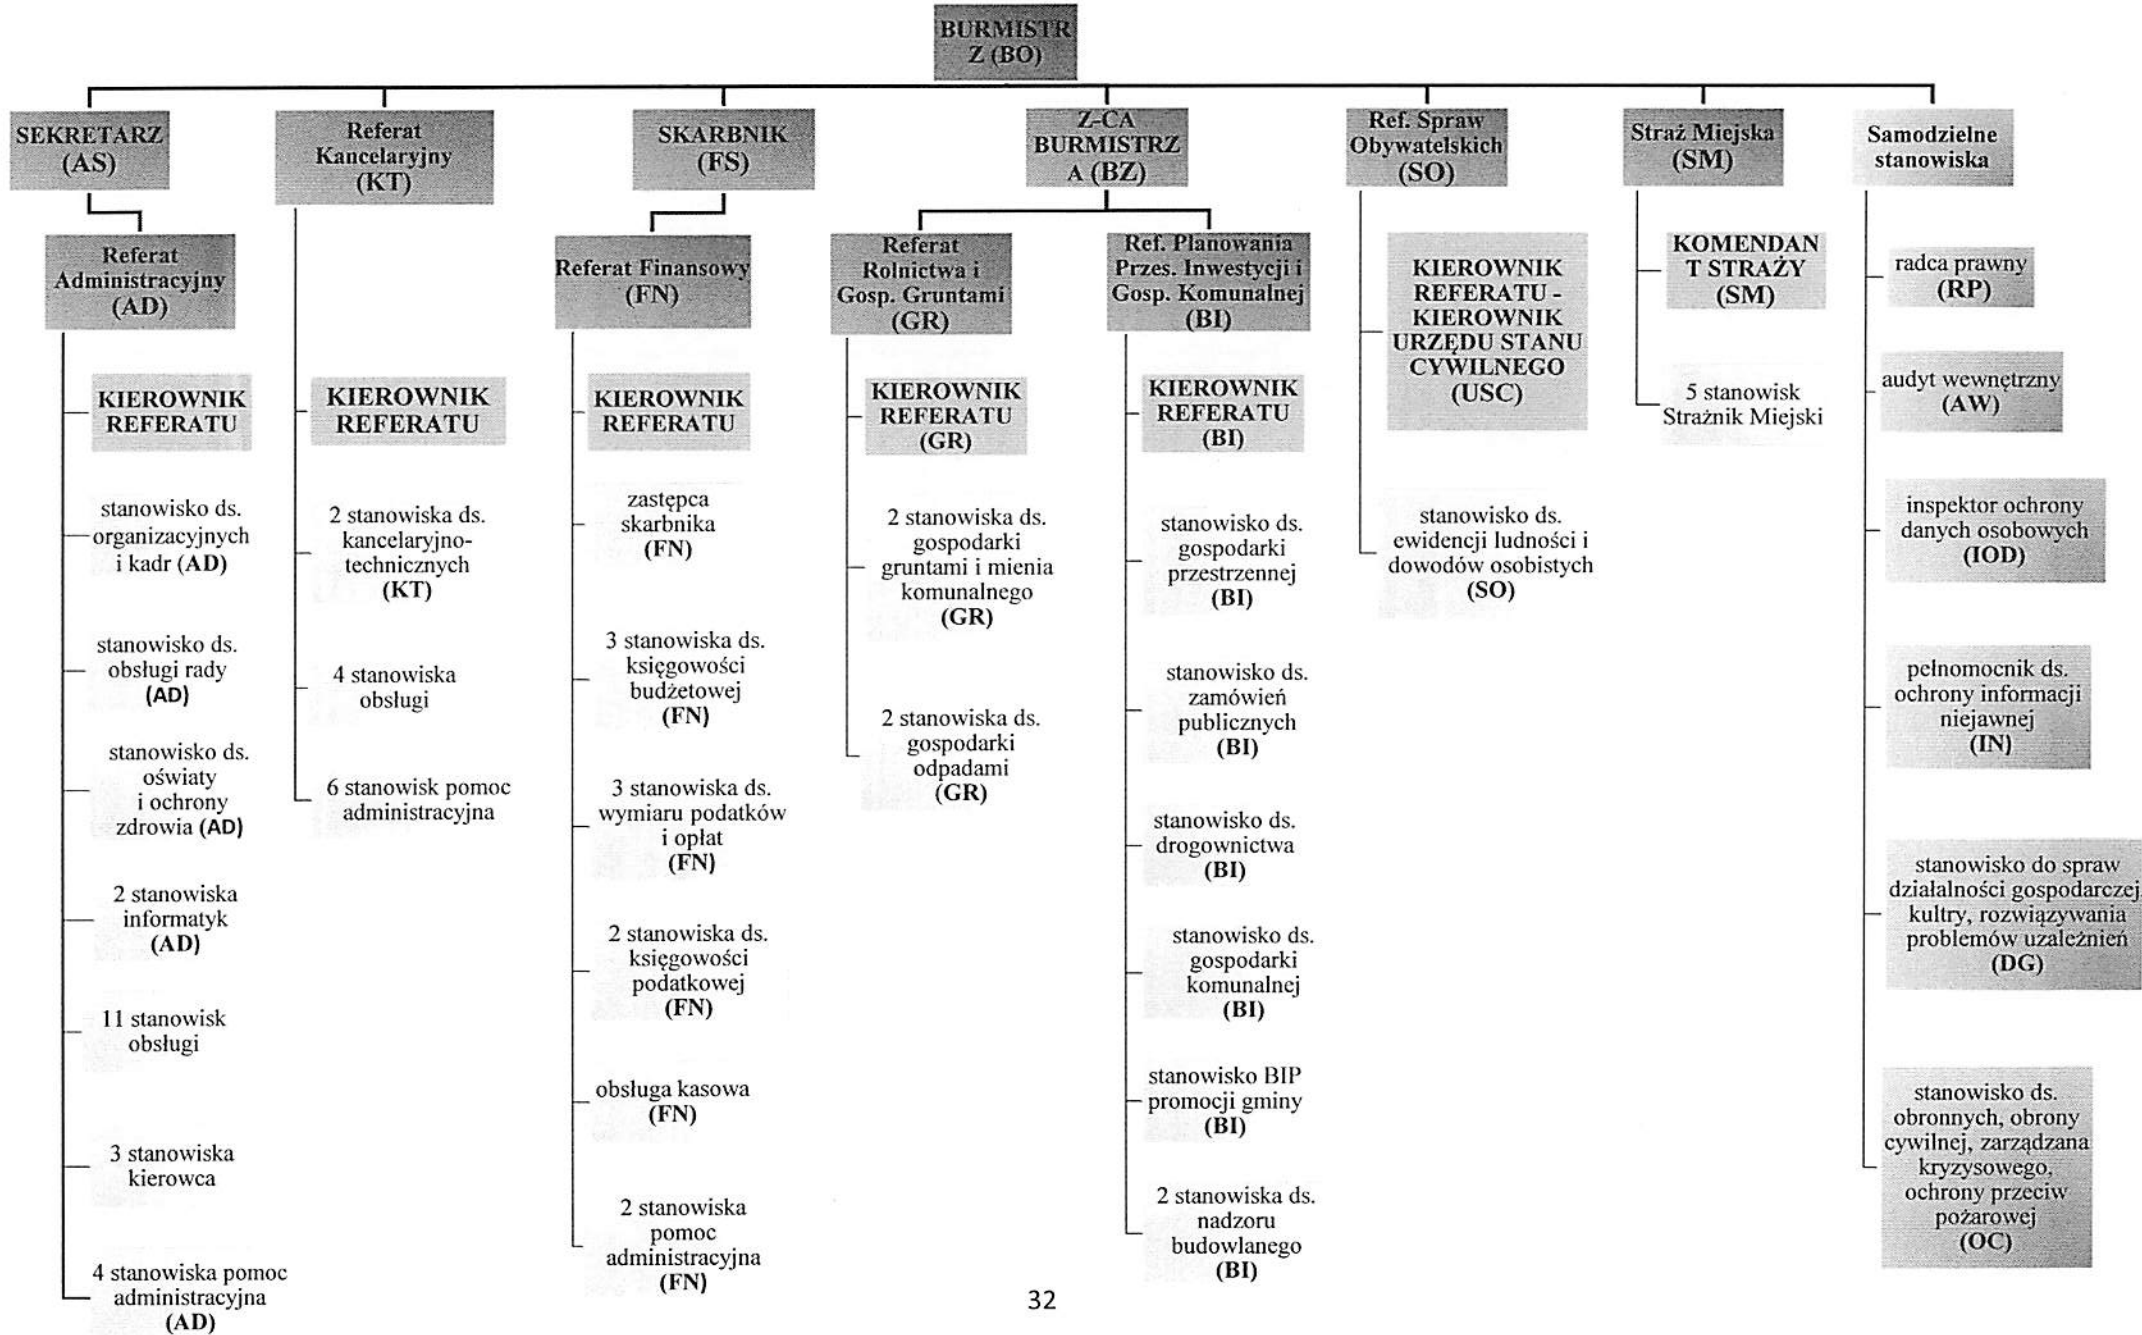 BURMISTR
Z (BO)
SEKRETARZ
(AS)
Referat
Kancelaryjny
(KT)
SKARBNIK
(FS)
Z-CA
BURMISTRZ
A (BZ)
Ref. Spraw
Obywatelskich
(SO)
Straż Miejska
(SM)
Samodzielne
stanowiska
Referat
Administracyjny
(AD)
KIEROWNIK
REFERATU
stanowisko ds.
organizacyjnych
i kadr (AD)
stanowisko ds.
obsługi rady
(AD)
stanowisko ds.
oświaty
i ochrony
zdrowia (AD)
2 stanowiska
informatyk
(AD)
11 stanowisk
obsługi
3 stanowiska
kierowca
4 stanowiska pomoc
administracyjna
(AD)
KIEROWNIK
REFERATU
2 stanowiska ds.
kancelaryjno-
technicznych
(KT)
4 stanowiska
obsługi
6 stanowisk pomoc
administracyjna
Referat Finansowy
(FN)
KIEROWNIK
REFERATU
zastępca
skarbnika
(FN)
3 stanowiska ds.
księgowości
budżetowej
(FN)
3 stanowiska ds.
wymiaru podatków
i opłat
(FN)
2 stanowiska ds.
księgowości
podatkowej
(FN)
obsługa kasowa
(FN)
2 stanowiska
pomoc
administracyjna
(FN)
Referat
Rolnictwa i
Gosp. Gruntami
(GR)
KIEROWNIK
REFERATU
(GR)
2 stanowiska ds.
gospodarki
gruntami i mienia
komunalnego
(GR)
2 stanowiska ds.
gospodarki
odpadami
(GR)
Ref. Planowania
Przes. Inwestycji i
Gosp. Komunalnej
(BI)
KIEROWNIK
REFERATU
(BI)
stanowisko ds.
gospodarki
przestrzennej
(BI)
stanowisko ds.
zamówień
publicznych
(BI)
stanowisko ds.
drogownictwa
(BI)
stanowisko ds.
gospodarki
komunalnej
(BI)
stanowisko BIP
promocji gminy
(BI)
2 stanowiska ds.
nadzoru
budowlanego
(BI)
KIEROWNIK
REFERATU -
KIEROWNIK
URZĘDU STANU
CYWILNEGO
(USC)
stanowisko ds.
ewidencji ludności i
dowodów osobistych
(SO)
KOMENDAN
T STRAŻY
(SM)
5 stanowisk
Strażnik Miejski
radca prawny
(RP)
audyt wewnętrzny
(AW)
inspektor ochrony
danych osobowych
(IOD)
pełnomocnik ds.
ochrony informacji
niejawnej
(IN)
stanowisko do spraw
działalności gospodarczej,
kultry, rozwiązywania
problemów uzależnień
(DG)
stanowisko ds.
obronnych, obrony
cywilnej, zarządzana
kryzysowego,
ochrony przeciw
pożarowej
(OC)
32